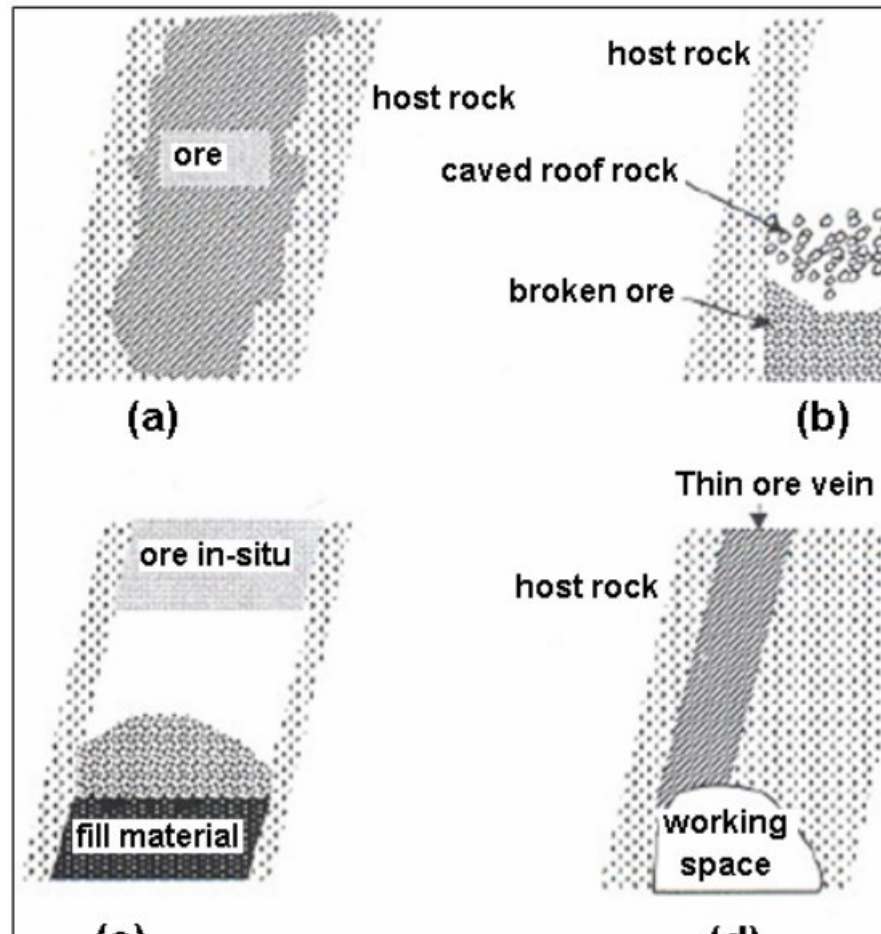 host rock
ore
(a)
host rock
caved roof rock
broken ore
(b)
ore in-situ
fill material
Thin ore vein
host rock
working
space
(d)